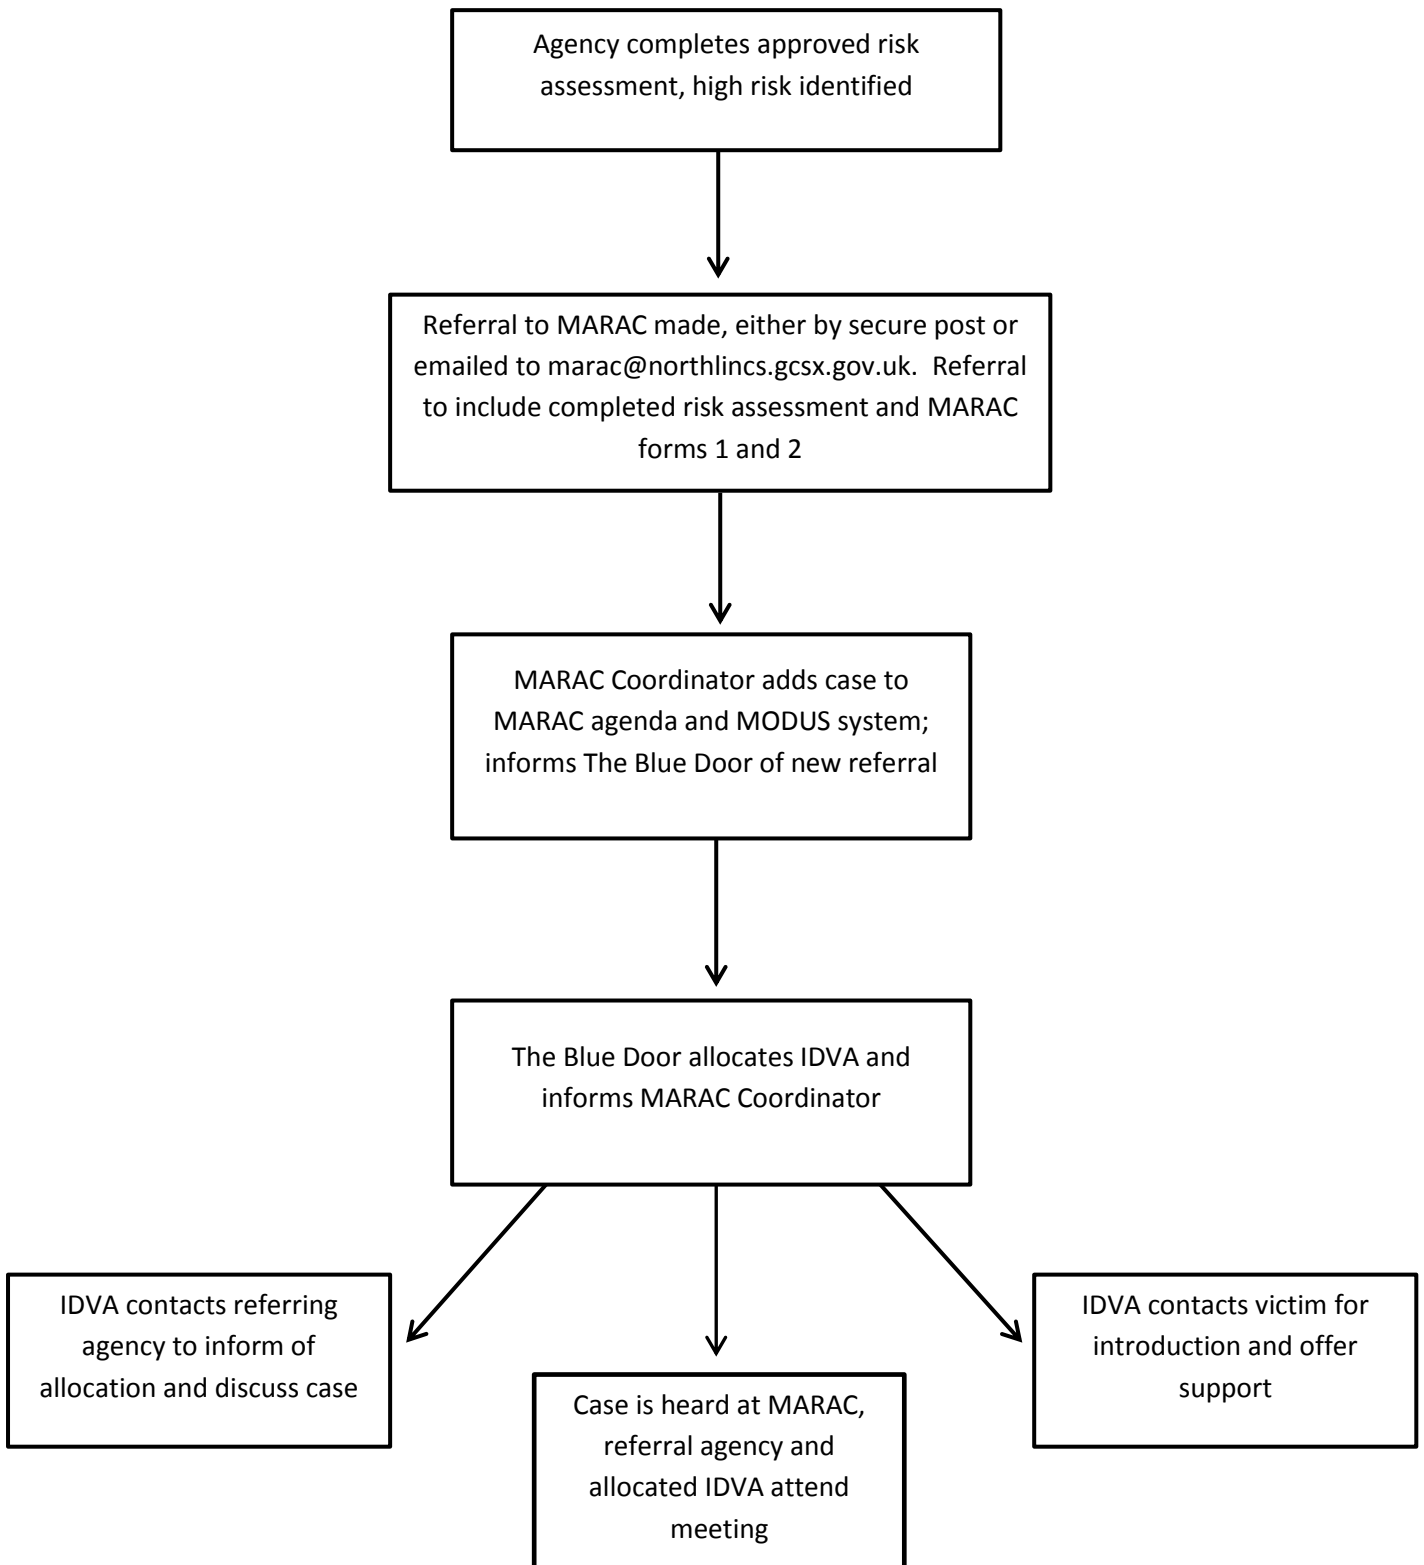 Agency completes approved risk
assessment, high risk identified
Referral to MARAC made, either by secure post or
emailed to marac@northlincs.gcsx.gov.uk.  Referral
to include completed risk assessment and MARAC
forms 1 and 2
MARAC Coordinator adds case to
MARAC agenda and MODUS system;
informs The Blue Door of new referral
The Blue Door allocates IDVA and
informs MARAC Coordinator
IDVA contacts referring
agency to inform of
allocation and discuss case
Case is heard at MARAC,
referral agency and
allocated IDVA attend
meeting
IDVA contacts victim for
introduction and offer
support